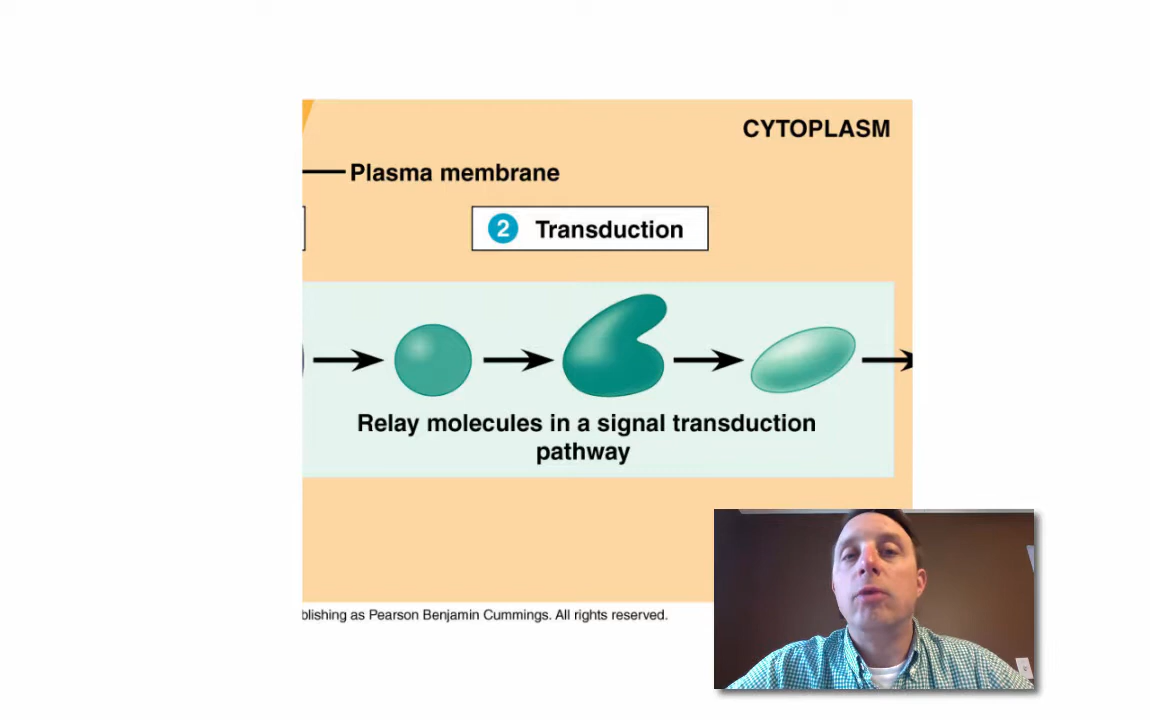 CYTOPLASM
Plasma membrane
2 Transduction
Relay molecules in a signal transduction
pathway
blishing as Pearson Benjamin Cummings. All rights reserved.